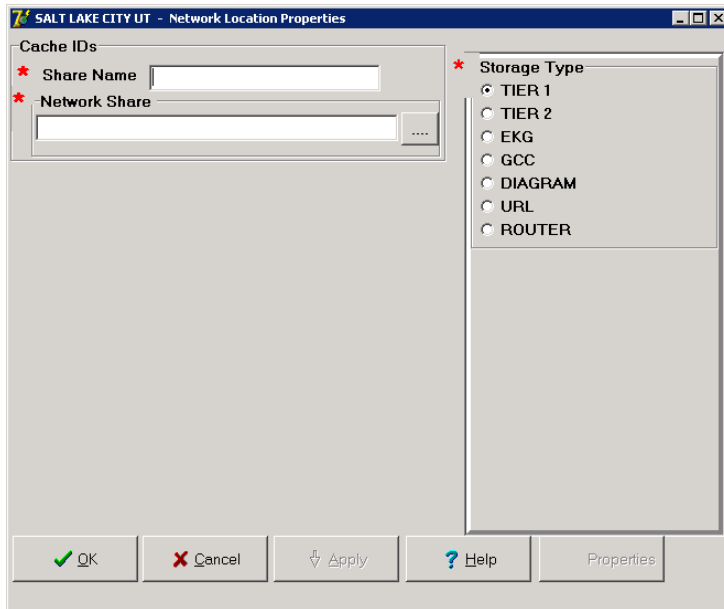 SALT LAKE CITY UT - Network Location Properties
Cache IDs
* Share Name
* Network Share
....
* Storage Type
TIER 1
TIER 2
EKG
GCC
DIAGRAM
URL
ROUTER
OK
Cancel
Apply
Help
Properties